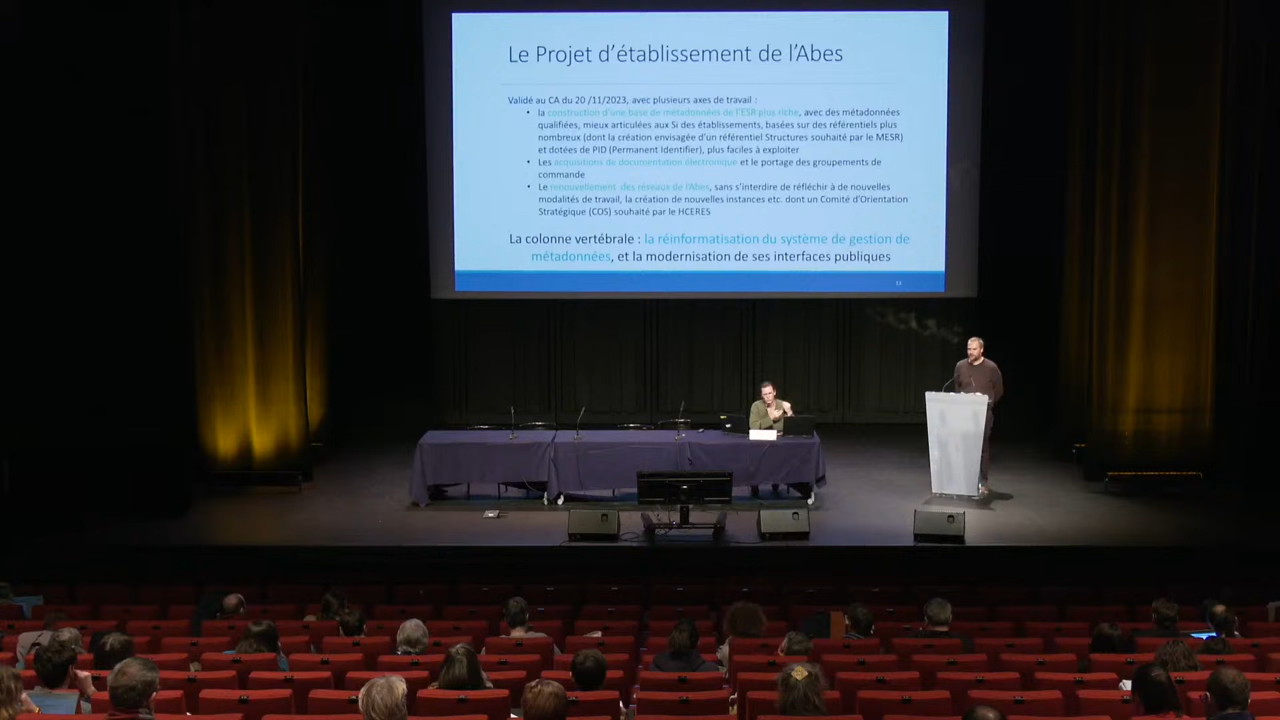 Le Projet d'établissement de l'Abes
Validé au CA du 20 /11/2023, avec plusieurs axes de travail :
• la construction d'une base de métadonnées de l'ESR plus riche, avec des métadonnées
qualifiées, mieux articulées aux Si des établissements, basées sur des référentiels plus
nombreux (dont la création envisagée d'un référentiel Structures souhaité par le MESR)
et dotées de PID (Permanent Identifier), plus faciles à exploiter
• Les acquisitions de documentation électronique et le portage des groupements de
commande
• Le renouvellement des réseaux de l'Abes, sans s'interdire de réfléchir à de nouvelles
modalités de travail, la création de nouvelles instances etc. dont un Comité d'Orientation
Stratégique (COS) souhaité par le HCERES
La colonne vertébrale : la réinformatisation du système de gestion de
métadonnées, et la modernisation de ses interfaces publiques